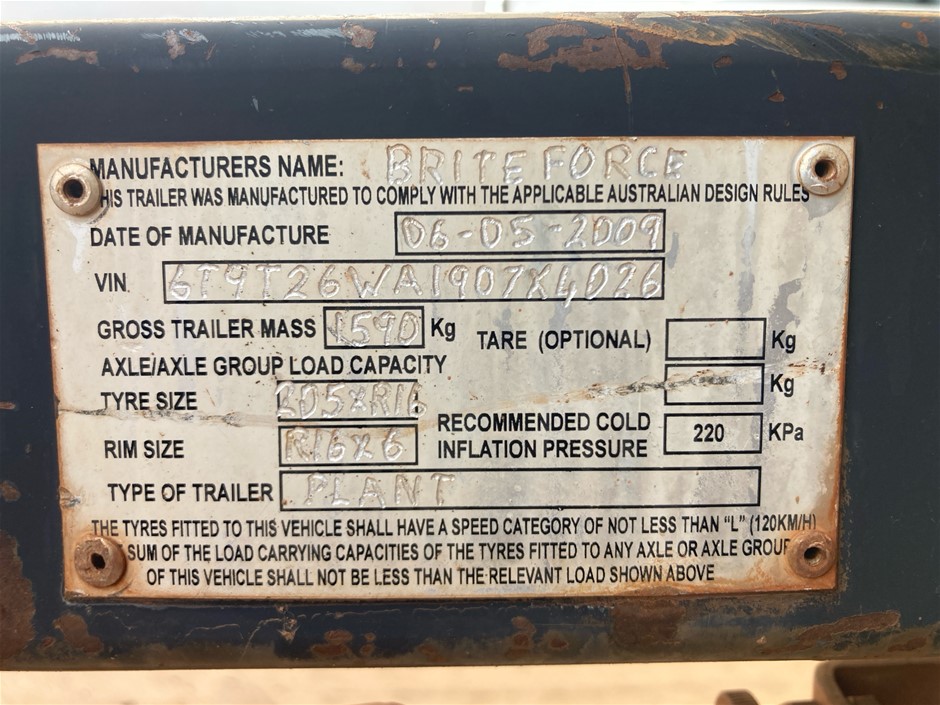 MANUFACTURERS NAME: BRITE FORCE
THIS TRAILER WAS MANUFACTURED TO COMPLY WITH THE APPLICABLE AUSTRALIAN DESIGN RULES
DATE OF MANUFACTURE 06-05-2009
VIN 6T9T26WA1907X4026
GROSS TRAILER MASS 1590 Kg TARE (OPTIONAL) Kg
AXLE/AXLE GROUP LOAD CAPACITY Kg
TYRE SIZE 205XR16
RIM SIZE R16X6 RECOMMENDED COLD INFLATION PRESSURE 220 KPa
TYPE OF TRAILER PLANT
THE TYRES FITTED TO THIS VEHICLE SHALL HAVE A SPEED CATEGORY OF NOT LESS THAN "L" (120KM/H)
SUM OF THE LOAD CARRYING CAPACITIES OF THE TYRES FITTED TO ANY AXLE OR AXLE GROUP
OF THIS VEHICLE SHALL NOT BE LESS THAN THE RELEVANT LOAD SHOWN ABOVE